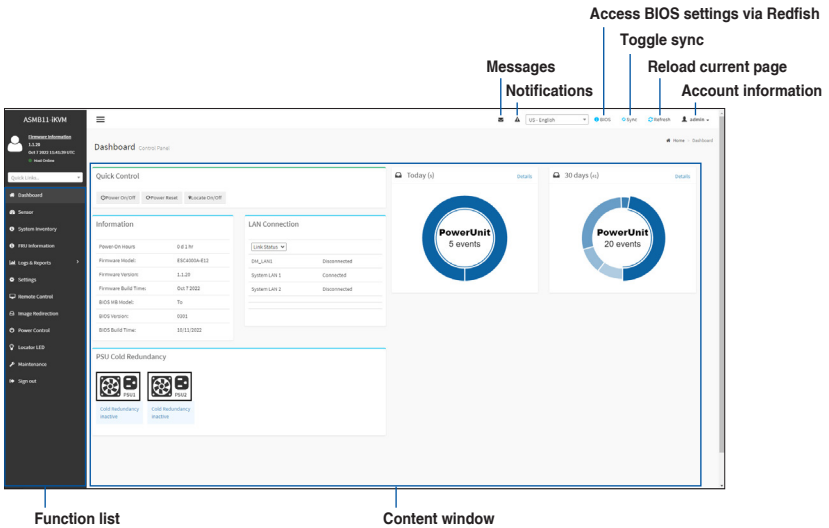 Access BIOS settings via Redfish
Toggle sync
Messages
Reload current page
Notifications
Account information
ASMB11-iKVM
Firmware Information
1.1.20
Oct 7 2022 11:41:39 UTC
Host Online
Quick Links...
Dashboard
Sensor
System Inventory
FRU Information
Logs & Reports
Settings
Remote Control
Image Redirection
Power Control
Locator LED
Maintenance
Sign out
US - English
BIOS
Sync
Refresh
admin
Dashboard Control Panel
Home - Dashboard
Quick Control
Power On/Off
Power Reset
Locate On/Off
Information
Power-On Hours 0 d 1 hr
Firmware Model: ESC4000A-E12
Firmware Version: 1.1.20
Firmware Build Time: Oct 7 2022
BIOS MB Model: To
BIOS Version: 0201
BIOS Build Time: 10/11/2022
LAN Connection
Link Status
DM_LAN1 Disconnected
System LAN 1 Connected
System LAN 2 Disconnected
PSU Cold Redundancy
PSU1
PSU2
Cold Redundancy
Inactive
Cold Redundancy
Inactive
Today
Details
PowerUnit
5 events
30 days
Details
PowerUnit
20 events
Function list
Content window